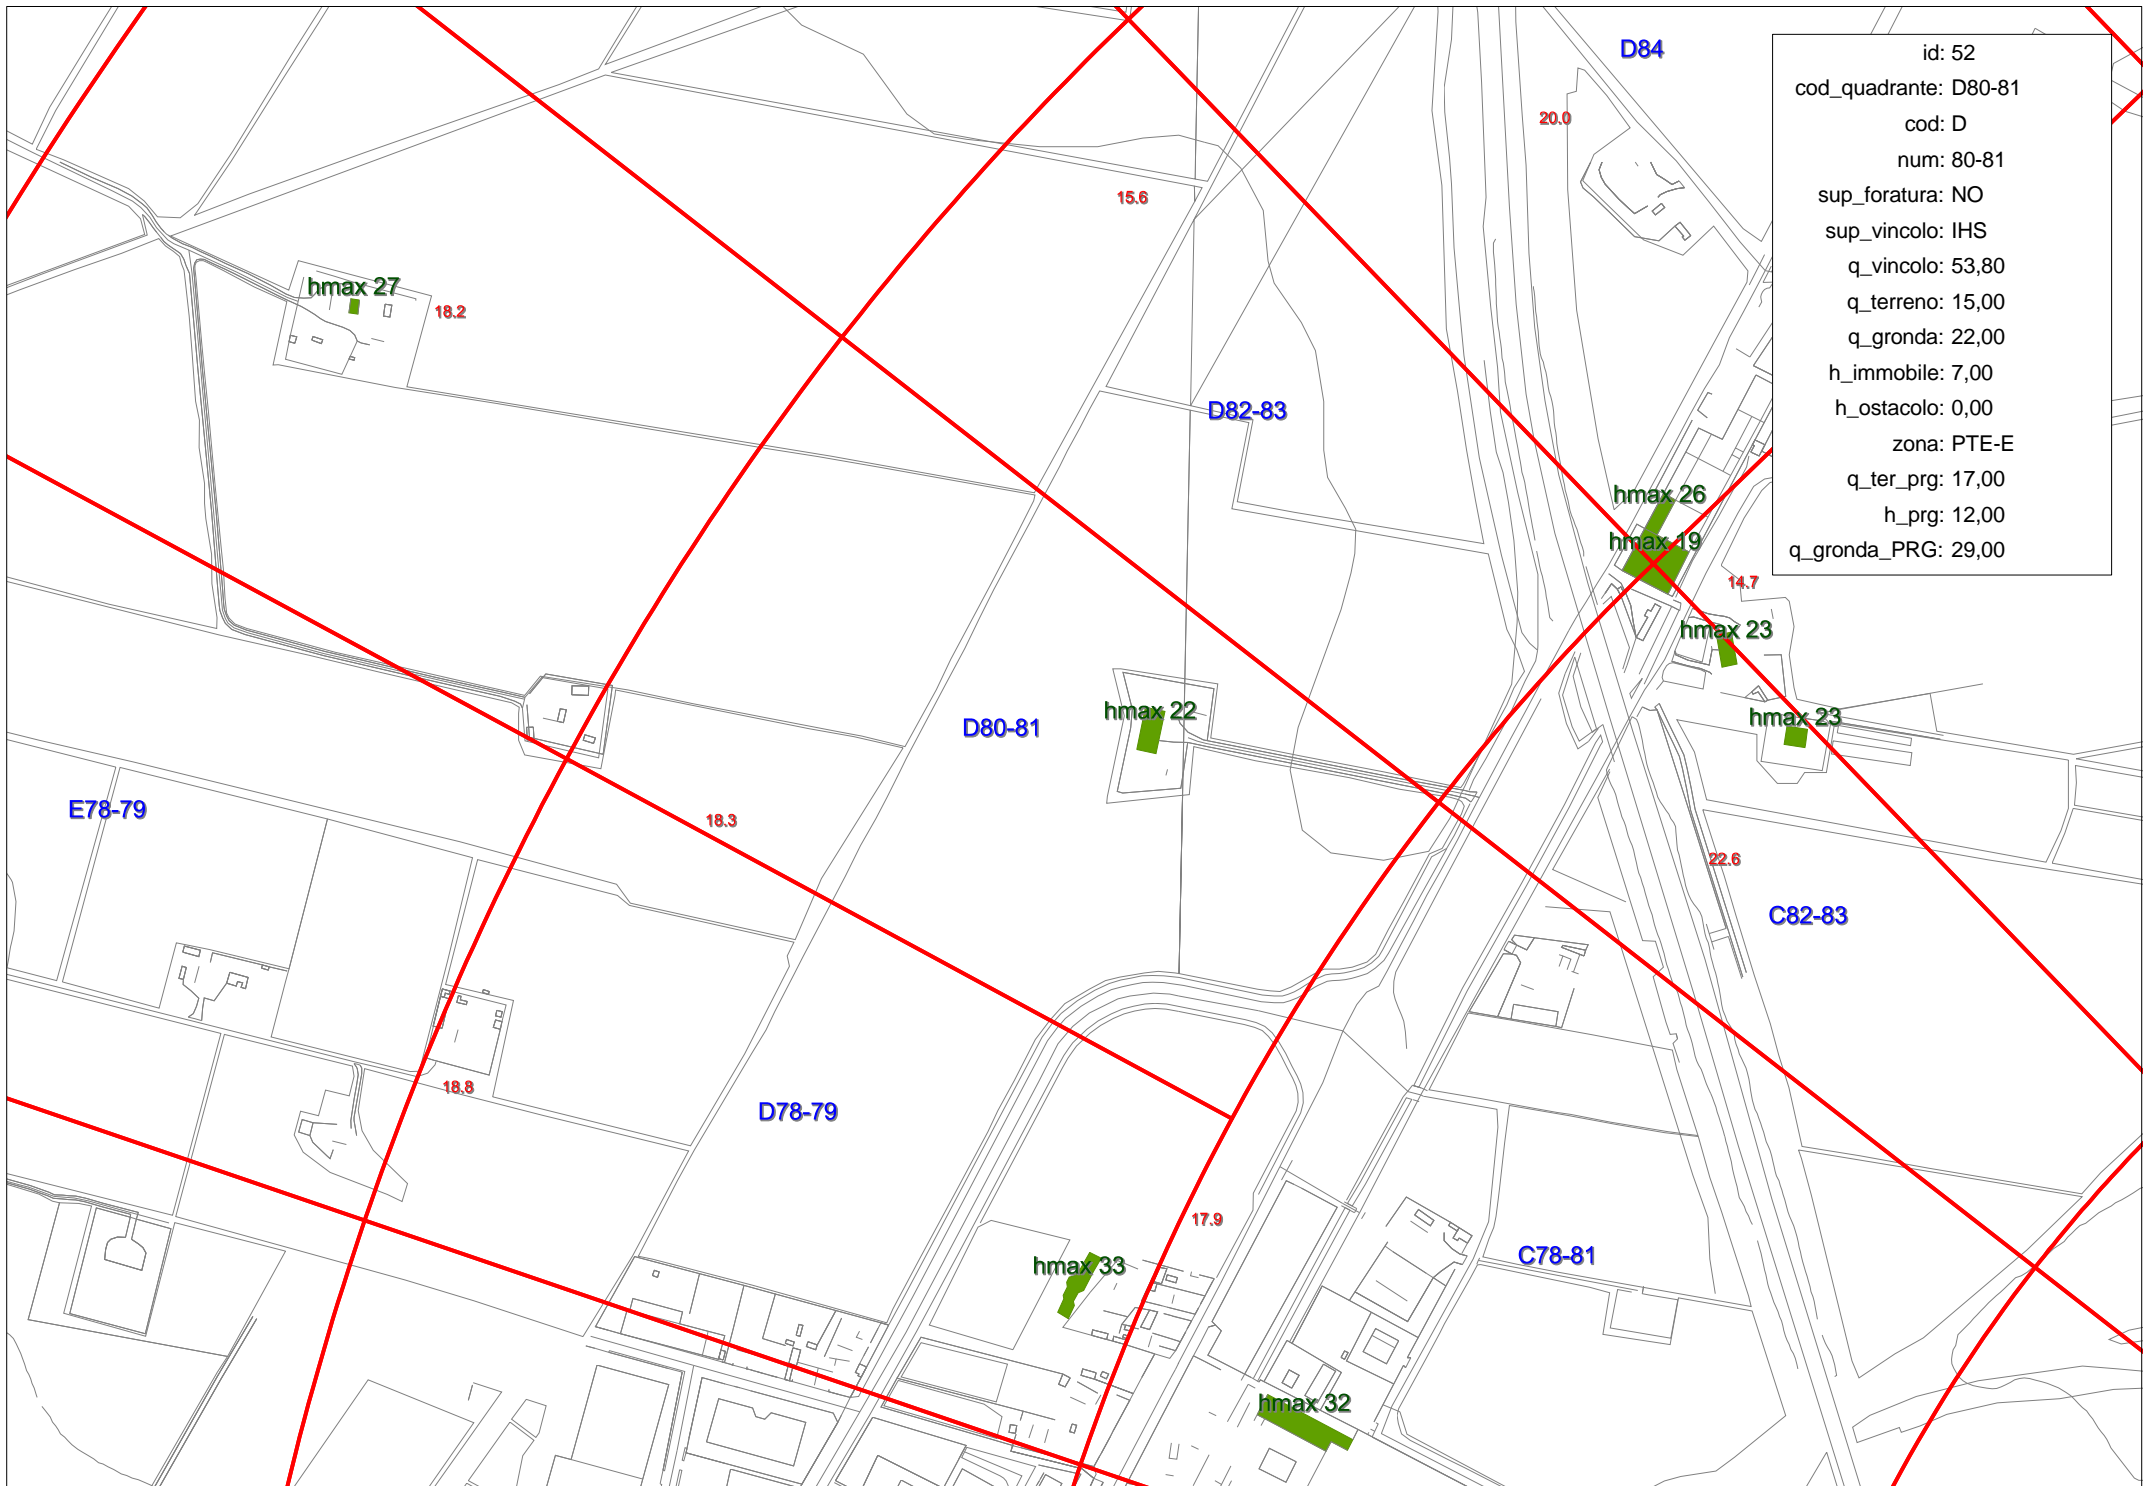 D84
id: 52
cod_quadrante: D80-81
cod: D
num: 80-81
sup_foratura: NO
sup_vincolo: IHS
q_vincolo: 53,80
q_terreno: 15,00
q_gronda: 22,00
h_immobile: 7,00
h_ostacolo: 0,00
zona: PTE-E
q_ter_prg: 17,00
h_prg: 12,00
q_gronda_PRG: 29,00
20.0
15.6
hmax 27
18.2
D82-83
hmax 26
hmax 19
14.7
hmax 23
hmax 22
hmax 23
D80-81
E78-79
18.3
22.6
C82-83
18.8
D78-79
17.9
C78-81
hmax 33
hmax 32